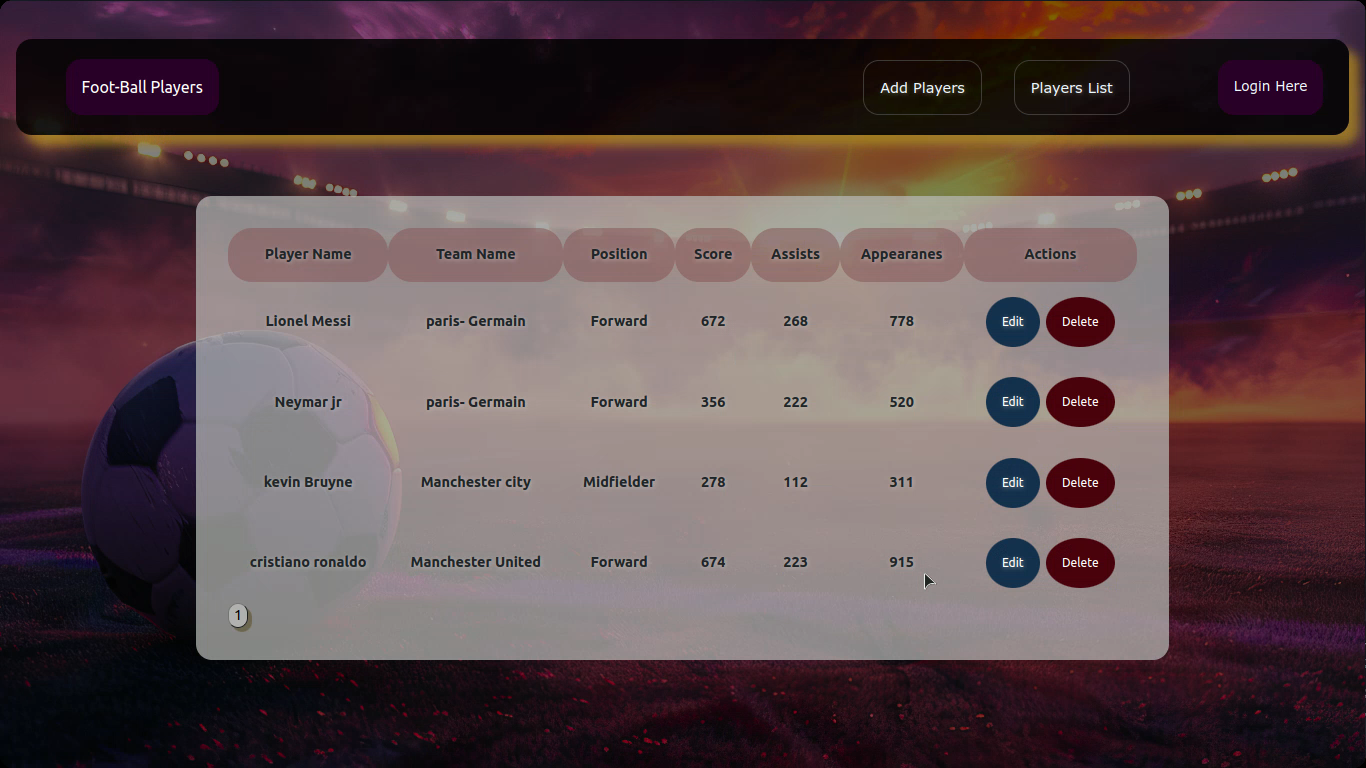 Foot-Ball Players Add Players Players List Login Here
Player Name Team Name Position Score Assists Appearanes Actions
Lionel Messi paris- Germain Forward 672 268 778 Edit Delete
Neymar jr paris- Germain Forward 356 222 520 Edit Delete
kevin Bruyne Manchester city Midfielder 278 112 311 Edit Delete
cristiano ronaldo Manchester United Forward 674 223 915 Edit Delete
1